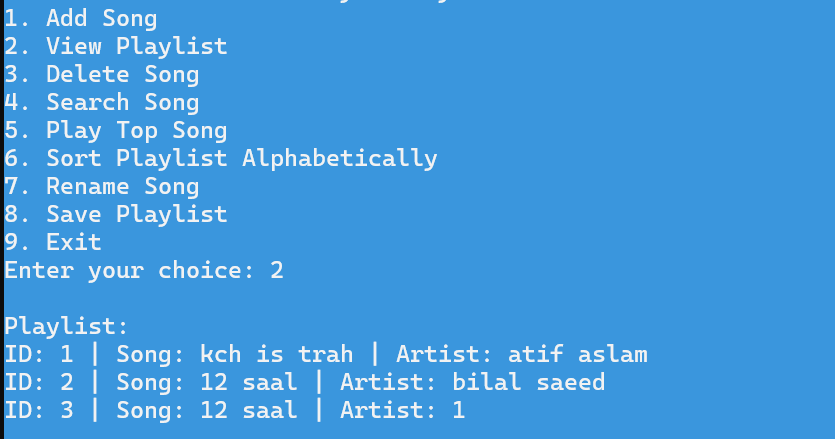 1. Add Song
2. View Playlist
3. Delete Song
4. Search Song
5. Play Top Song
6. Sort Playlist Alphabetically
7. Rename Song
8. Save Playlist
9. Exit
Enter your choice: 2
Playlist:
ID: 1 | Song: kch is trah | Artist: atif aslam
ID: 2 | Song: 12 saal | Artist: bilal saeed
ID: 3 | Song: 12 saal | Artist: 1